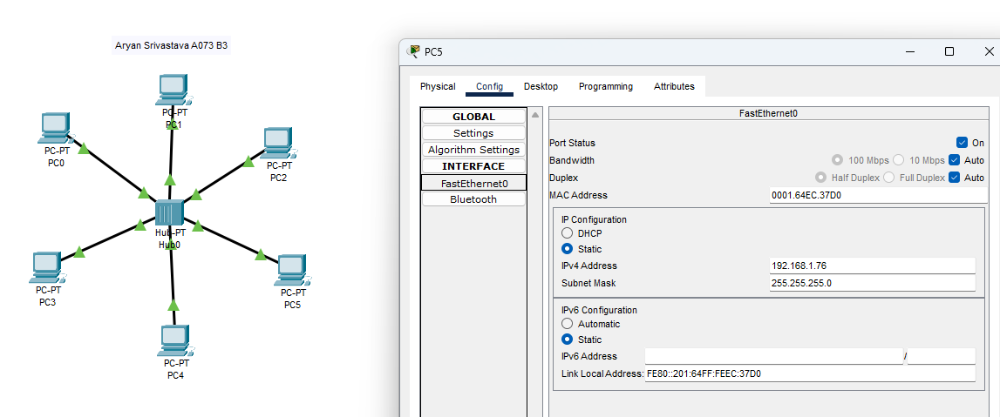 Aryan Srivastava A073 B3
PC-PT
PC1
PC-PT
PC0
PC-PT
PC2
Hub-PT
Hub0
PC-PT
PC3
PC-PT
PC5
PC-PT
PC4
PC5
Physical Config Desktop Programming Attributes
GLOBAL
Settings
Algorithm Settings
INTERFACE
FastEthernet0
Bluetooth
FastEthernet0
Port Status On
Bandwidth 100 Mbps 10 Mbps Auto
Duplex Half Duplex Full Duplex Auto
MAC Address 0001.64EC.37D0
IP Configuration
DHCP
Static
IPv4 Address 192.168.1.76
Subnet Mask 255.255.255.0
IPv6 Configuration
Automatic
Static
IPv6 Address /
Link Local Address: FE80::201:64FF:FEEC:37D0